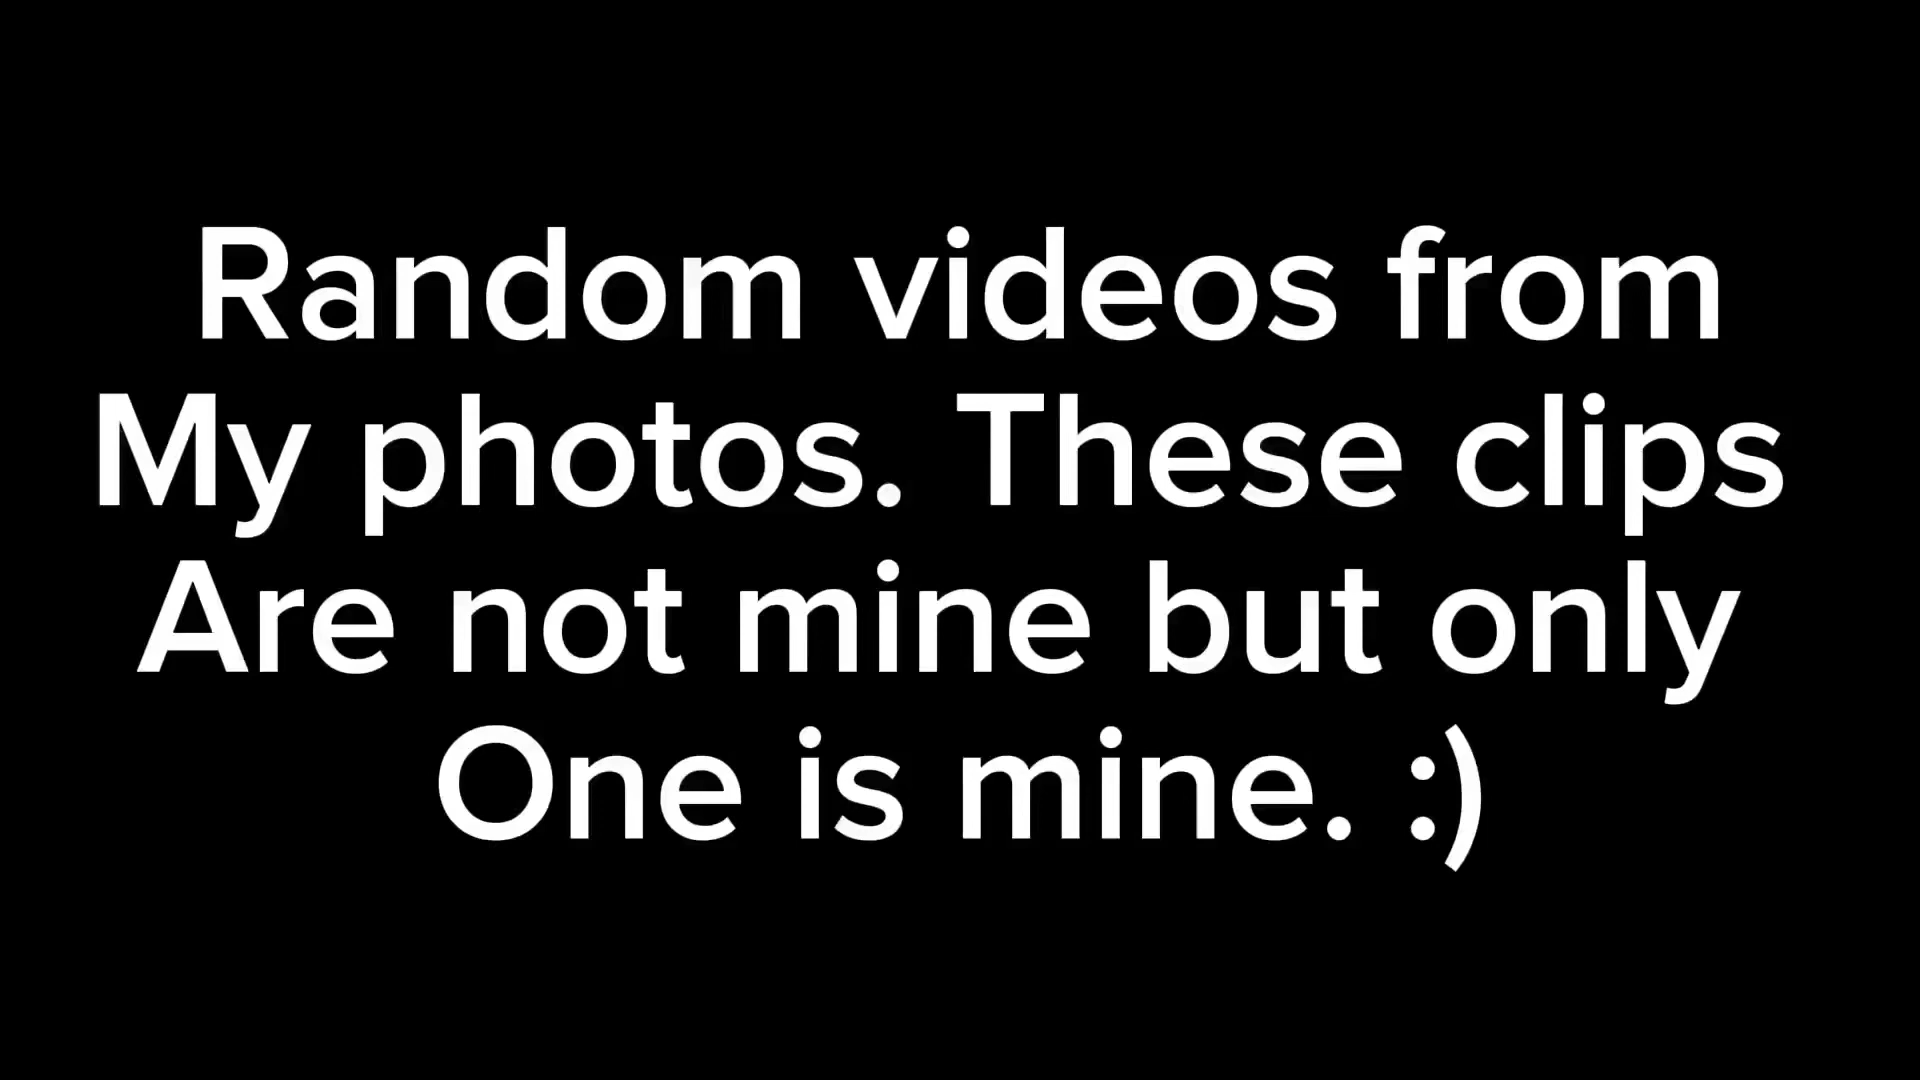 Random videos from
My photos. These clips
Are not mine but only
One is mine. :)